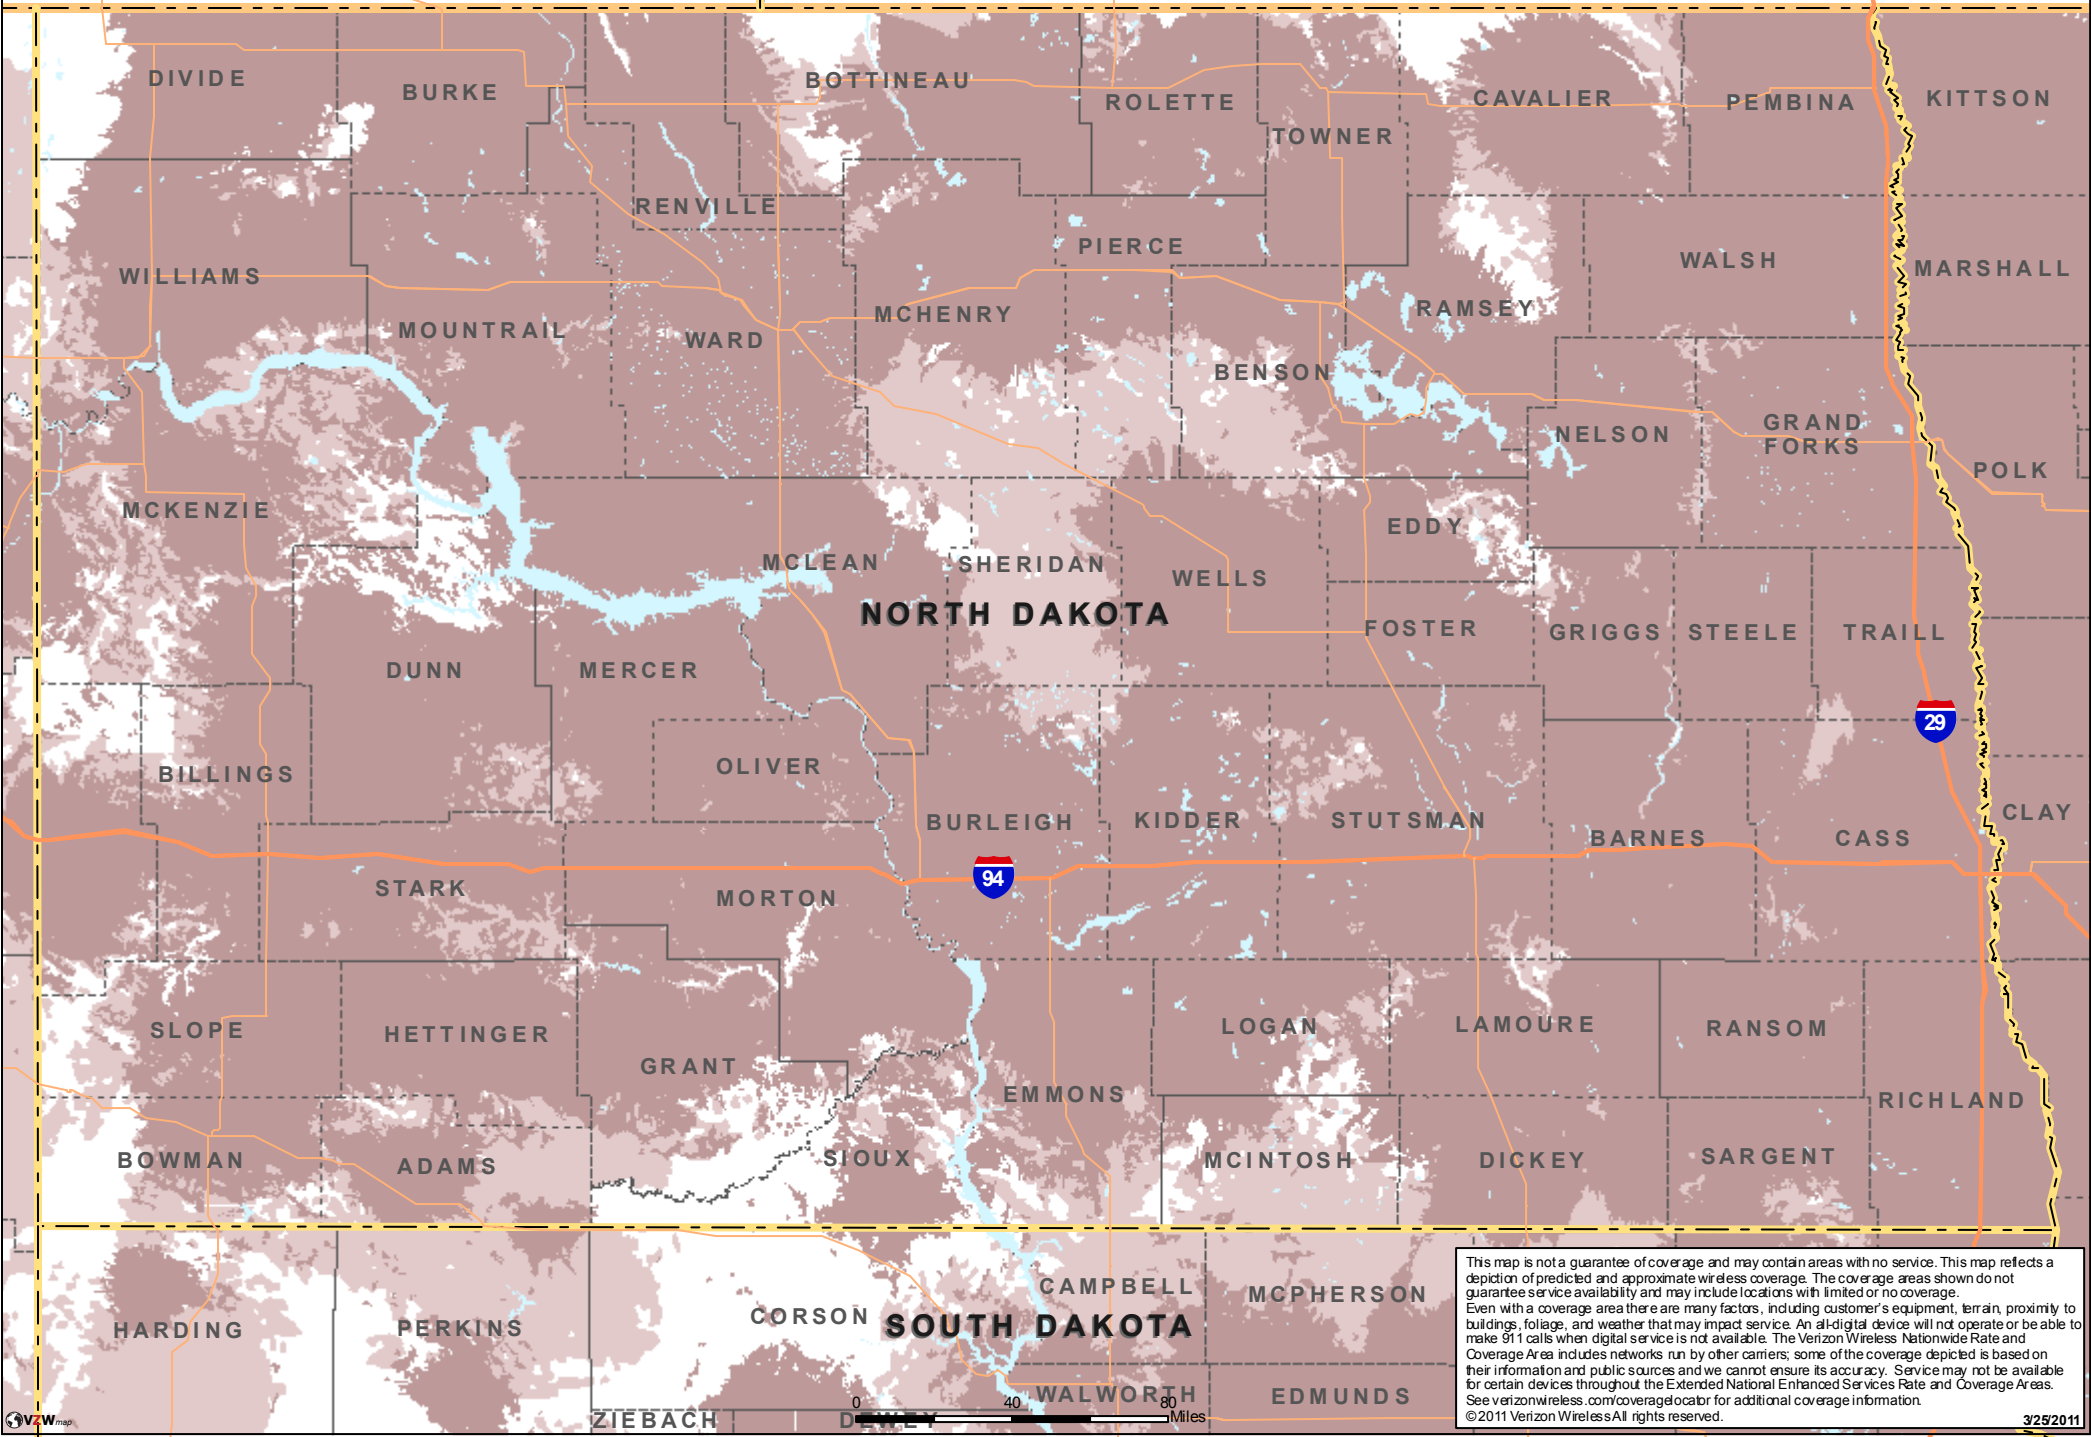 DIVIDE
BURKE
BOTTINEAU
ROLETTE
TOWNER
CAVALIER
PEMBINA
KITTSON
RENVILLE
PIERCE
WALSH
MARSHALL
WILLIAMS
MOUNTRAIL
WARD
MCHENRY
RAMSEY
BENSON
NELSON
GRAND
FORKS
POLK
MCKENZIE
EDDY
MCLEAN
SHERIDAN
WELLS
NORTH DAKOTA
FOSTER
GRIGGS
STEELE
TRAILL
DUNN
MERCER
29
BILLINGS
OLIVER
BURLEIGH
KIDDER
STUTSMAN
BARNES
CASS
CLAY
94
STARK
MORTON
SLOPE
HETTINGER
GRANT
EMMONS
LOGAN
LAMOURE
RANSOM
RICHLAND
BOWMAN
ADAMS
SIOUX
MCINTOSH
DICKEY
SARGENT
HARDING
PERKINS
CORSON
CAMPBELL
SOUTH DAKOTA
MCPHERSON
WALWORTH
EDMUNDS
ZIEBACH
DEWEY
0 40 80
Miles
VZW map
This map is not a guarantee of coverage and may contain areas with no service. This map reflects a
depiction of predicted and approximate wireless coverage. The coverage areas shown do not
guarantee service availability and may include locations with limited or no coverage.
Even with a coverage area there are many factors, including customer's equipment, terrain, proximity to
buildings, foliage, and weather that may impact service. An all-digital device will not operate or be able to
make 911 calls when digital service is not available. The Verizon Wireless Nationwide Rate and
Coverage Area includes networks run by other carriers; some of the coverage depicted is based on
their information and public sources and we cannot ensure its accuracy. Service may not be available
for certain devices throughout the Extended National Enhanced Services Rate and Coverage Areas.
See verizonwireless.com/coveragelocator for additional coverage information.
©2011 Verizon Wireless All rights reserved.
3/25/2011